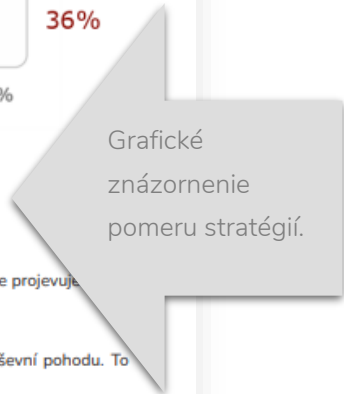 36%
%
Grafické
znázornenie
pomeru stratégií.
e projevuje
ševní pohodu. To